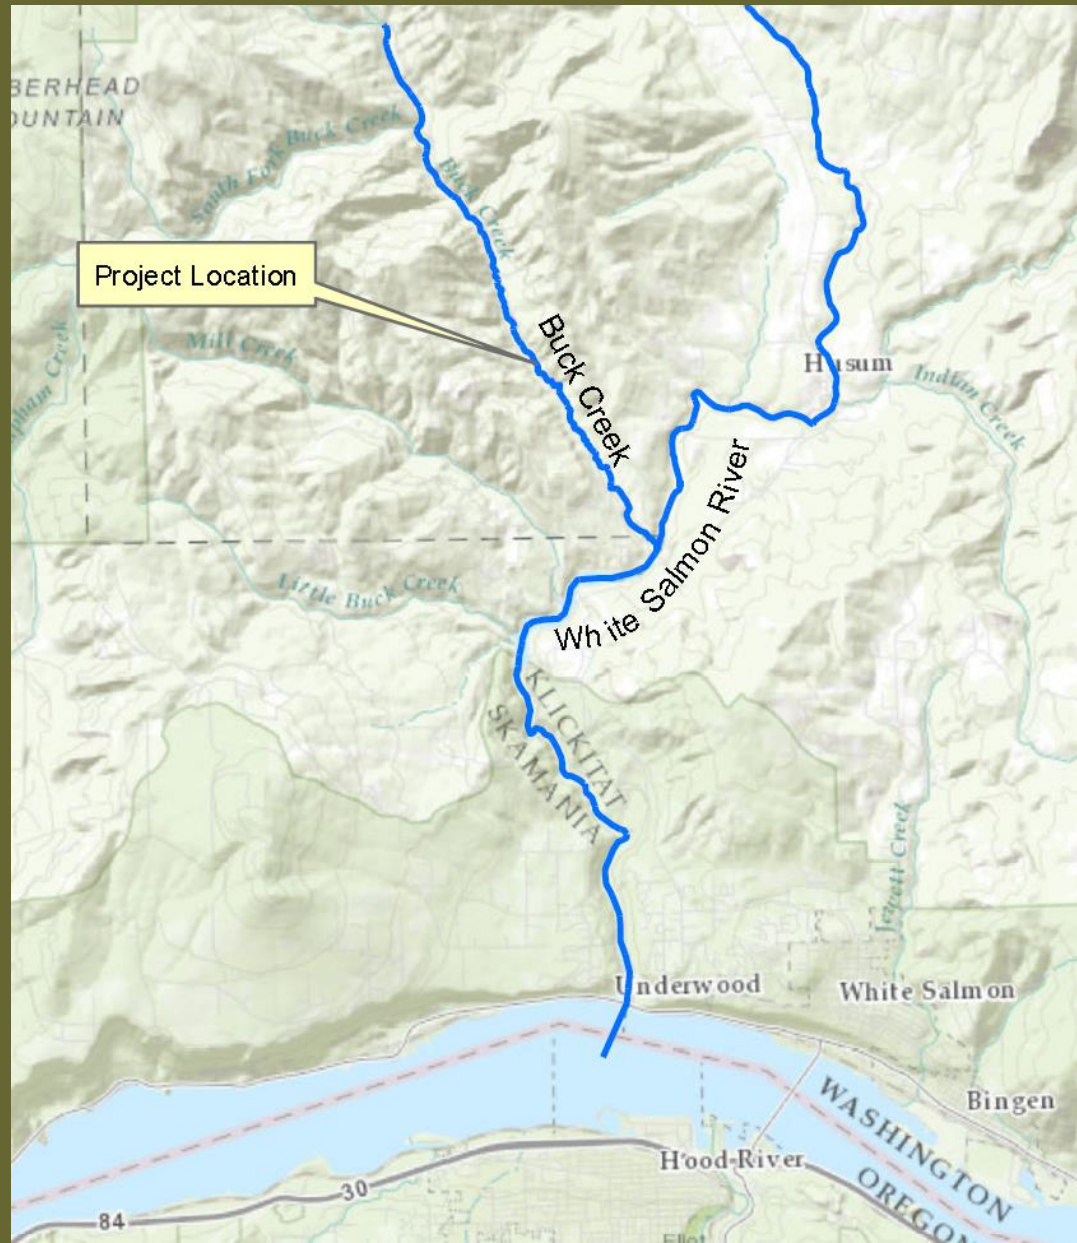 BERHEAD
OUNTAIN
South Fork Buck Creek
Buck Creek
Project Location
Mill Creek
Buck Creek
Husum
Indian Creek
White Salmon River
Little Buck Creek
KLICKITAT
SKAMANIA
Jewett Creek
Underwood
White Salmon
Bingen
WASHINGTON
OREGON
Hood River
30
84